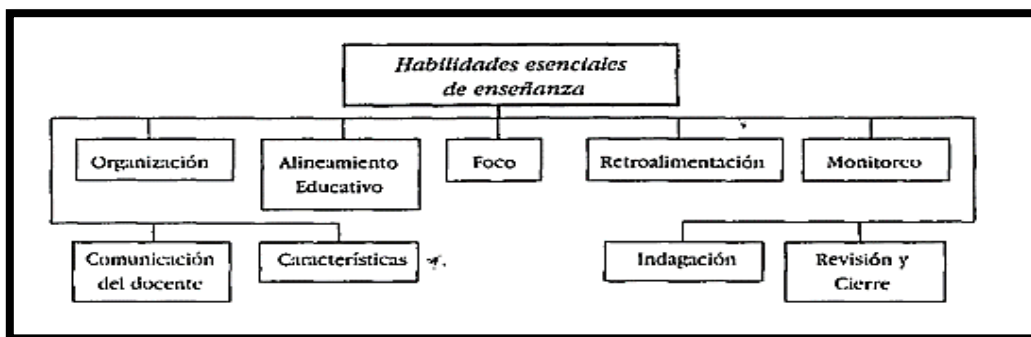 Habilidades esenciales
de enseñanza
Organización
Alineamiento
Educativo
Foco
Retroalimentación
Monitoreo
Comunicación
del docente
Características
Indagación
Revisión y
Cierre